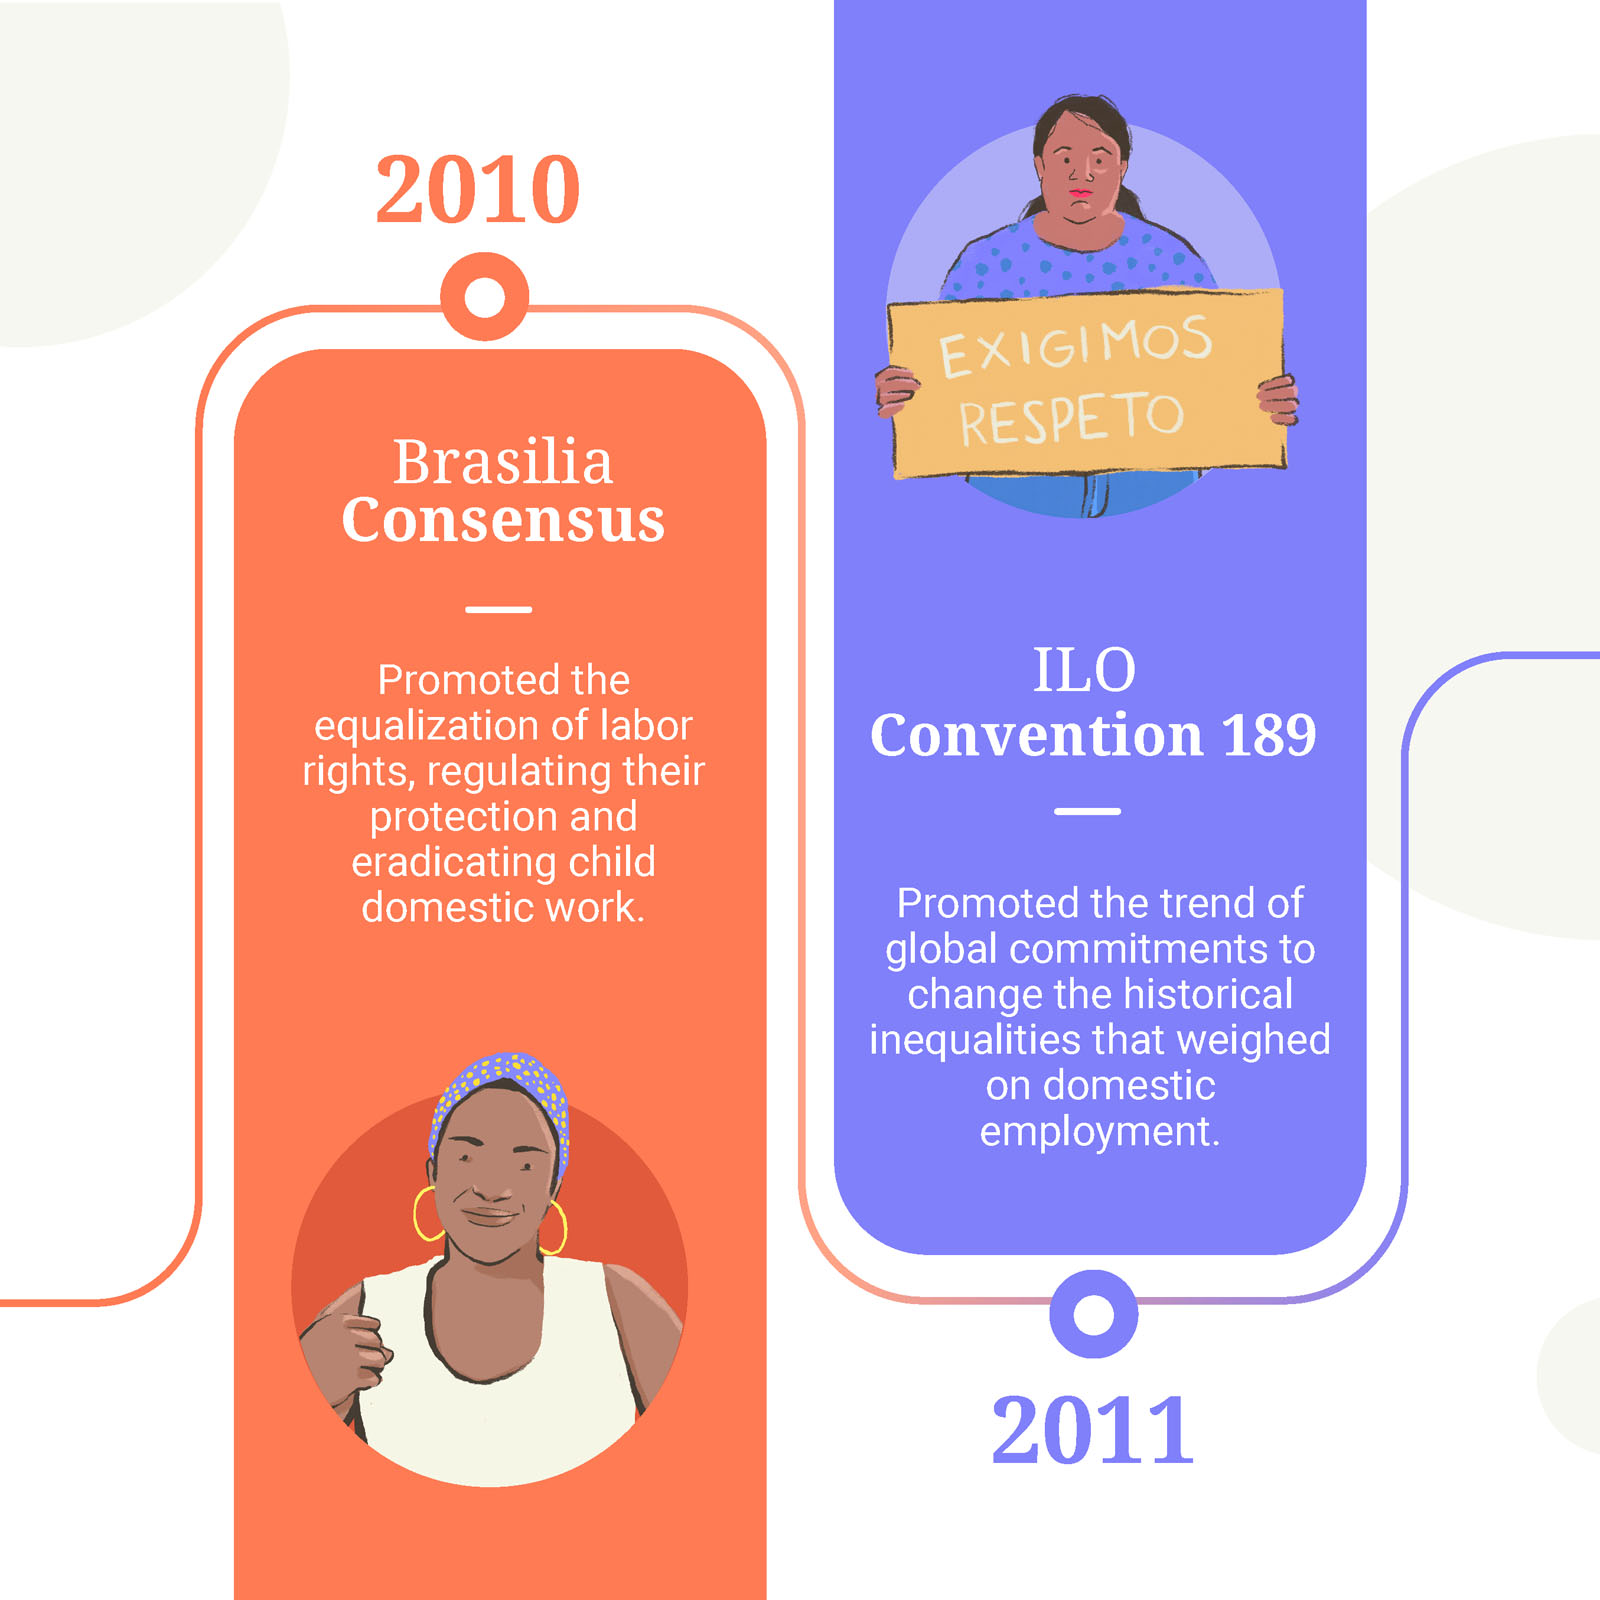 2010
Brasilia
Consensus
Promoted the
equalization of labor
rights, regulating their
protection and
eradicating child
domestic work.
EXIGIMOS
RESPETO
ILO
Convention 189
Promoted the trend of
global commitments to
change the historical
inequalities that weighed
on domestic
employment.
2011